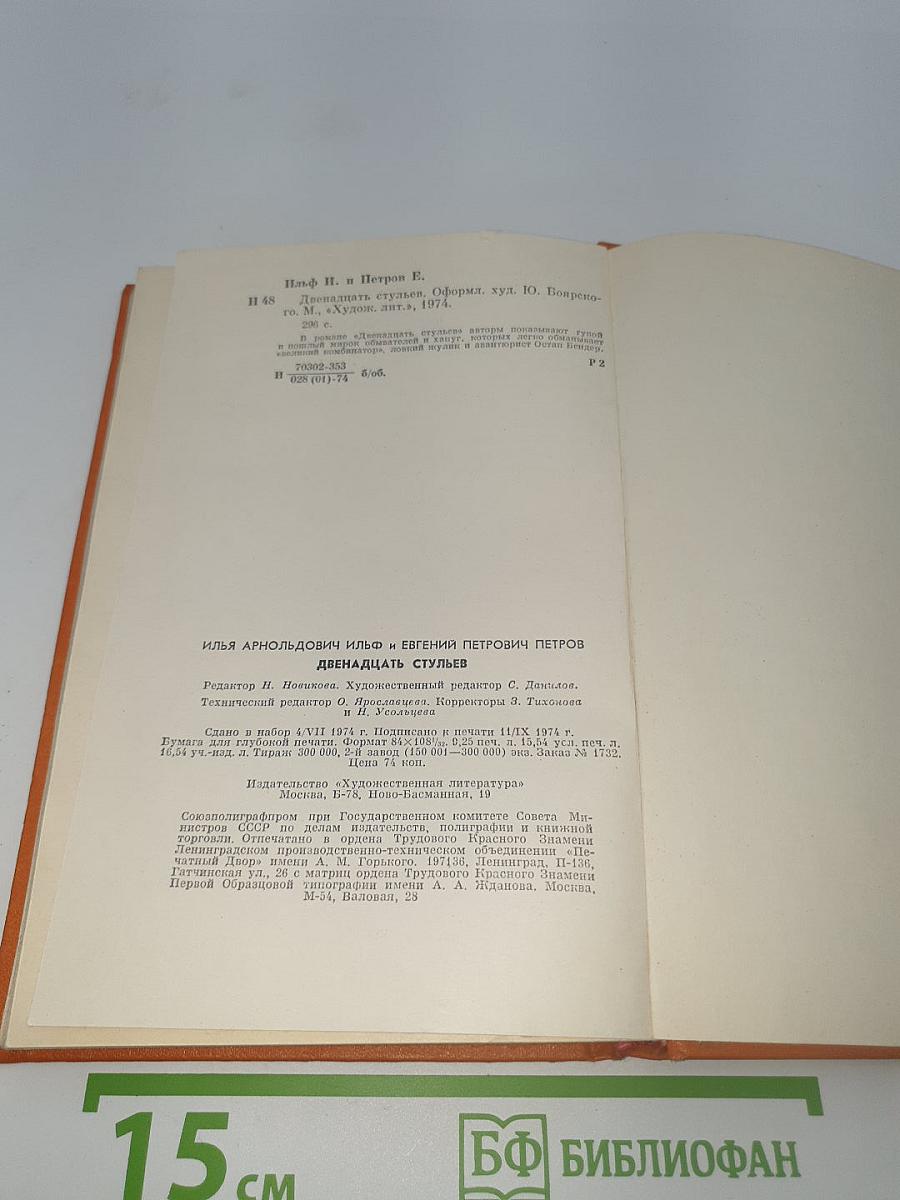 Ильф И. и Петров Е.
И 48 Двенадцать стульев. Оформл. худ. Ю. Боярско-
го. М., «Худож. лит.», 1974.
296 с.
В романе «Двенадцать стульев» авторы показывают тупой
и пошлый мирок обывателей и хапуг, которых легко обманывает
«великий комбинатор», ловкий жулик и авантюрист Остап Бендер.
И 70302-353 б/об. Р 2
028 (01)-74
ИЛЬЯ АРНОЛЬДОВИЧ ИЛЬФ и ЕВГЕНИЙ ПЕТРОВИЧ ПЕТРОВ
ДВЕНАДЦАТЬ СТУЛЬЕВ
Редактор Н. Новикова. Художественный редактор С. Данилов.
Технический редактор О. Ярославцева. Корректоры З. Тихонова
и Н. Усольцева
Сдано в набор 4/VII 1974 г. Подписано к печати 11/IX 1974 г.
Бумага для глубокой печати. Формат 84×108¹/₃₂. 9,25 печ. л. 15,54 усл. печ. л.
16,54 уч.-изд. л. Тираж 300 000, 2-й завод (150 001—300 000) экз. Заказ № 1732.
Цена 74 коп.
Издательство «Художественная литература»
Москва, Б-78, Ново-Басманная, 19
Союзполиграфпром при Государственном комитете Совета Ми-
нистров СССР по делам издательств, полиграфии и книжной
торговли. Отпечатано в ордена Трудового Красного Знамени
Ленинградском производственно-техническом объединении «Пе-
чатный Двор» имени А. М. Горького. 197136, Ленинград, П-136,
Гатчинская ул., 26 с матриц ордена Трудового Красного Знамени
Первой Образцовой типографии имени А. А. Жданова. Москва,
М-54, Валовая, 28
15 см
БФ БИБЛИОФАН